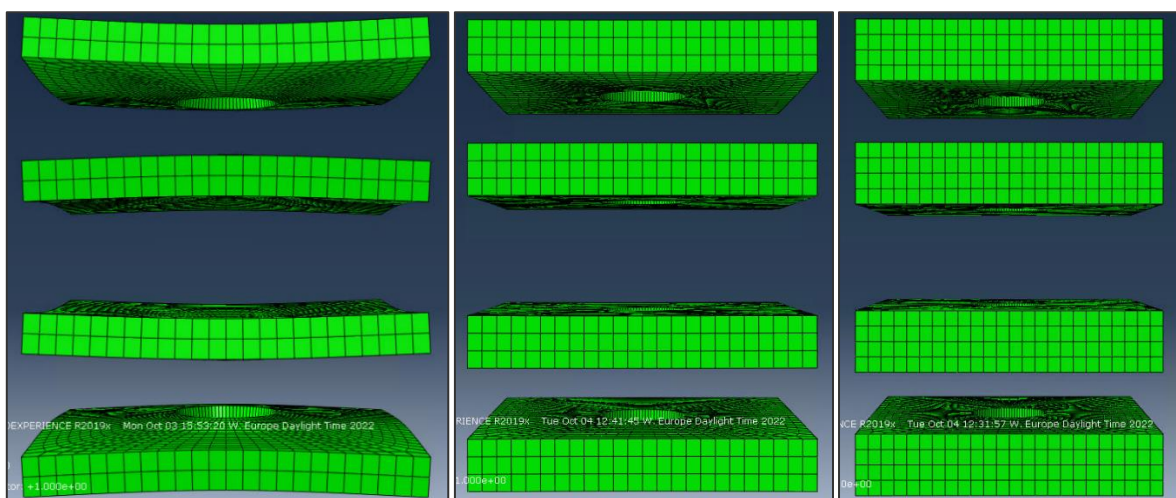 DEXPERIENCE R2019x Mon Oct 03 15:53:20 W. Europe Daylight Time 2022
cor: +1.000e+00
RIENCE R2019x Tue Oct 04 12:41:45 W. Europe Daylight Time 2022
1.000e+00
NCE R2019x Tue Oct 04 12:31:57 W. Europe Daylight Time 2022
0e+00